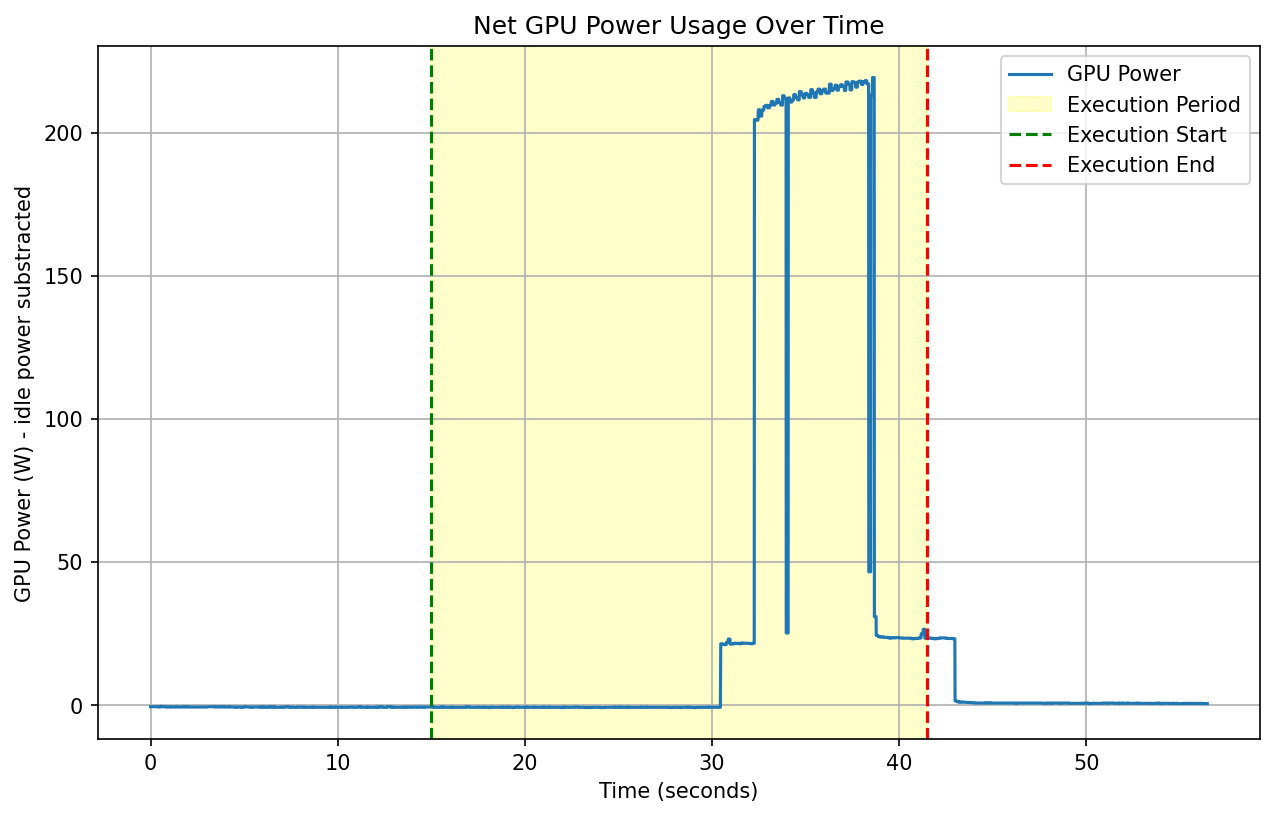 Net GPU Power Usage Over Time
GPU Power (W) - idle power substracted
200
150
100
50
0
GPU Power
Execution Period
Execution Start
Execution End
0 10 20 30 40 50
Time (seconds)